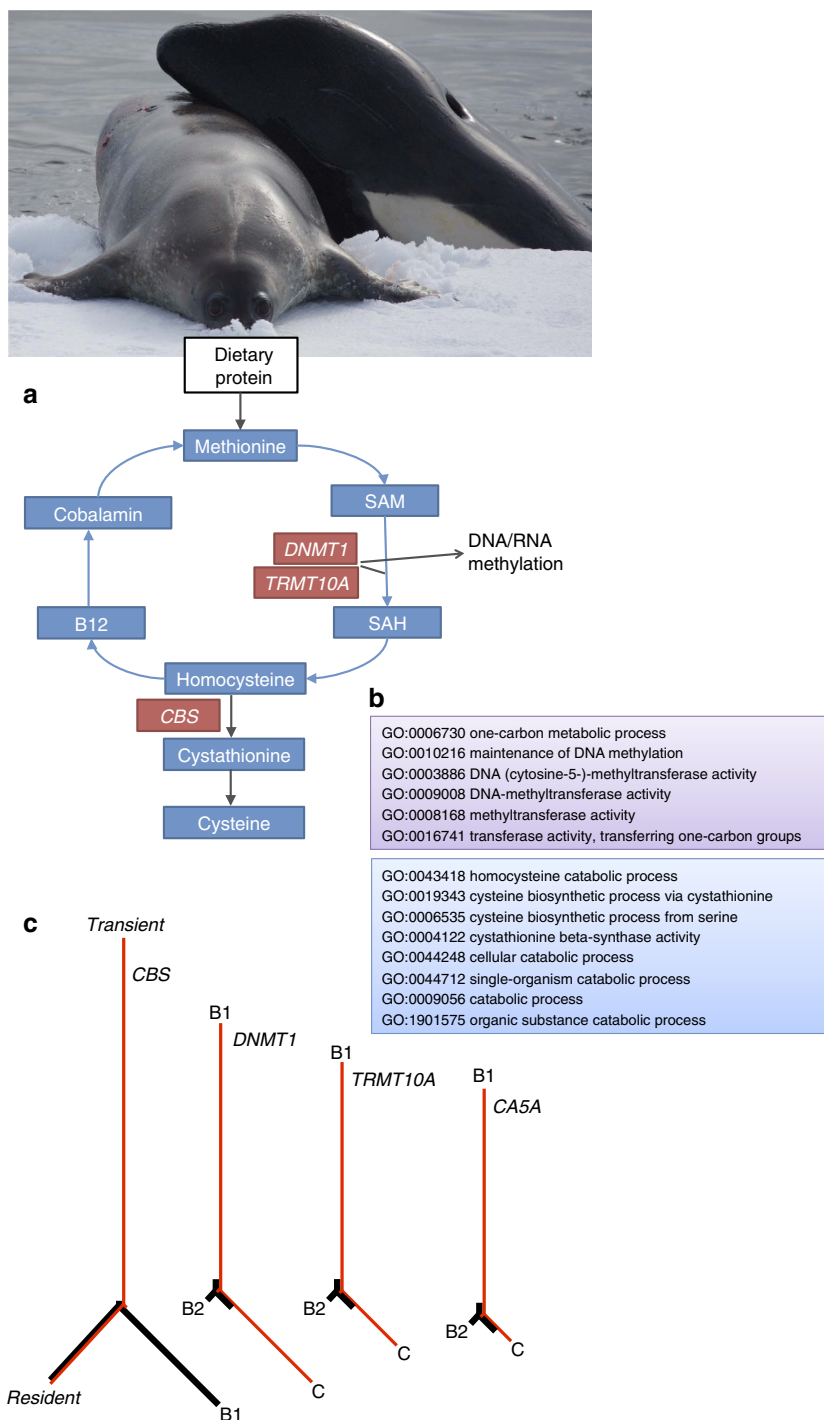 Dietary
protein
a
Methionine
Cobalamin
SAM
DNMT1
TRMT10A
DNA/RNA
methylation
B12
SAH
Homocysteine
CBS
Cystathionine
Cysteine
b
GO:0006730 one-carbon metabolic process
GO:0010216 maintenance of DNA methylation
GO:0003886 DNA (cytosine-5-)-methyltransferase activity
GO:0009008 DNA-methyltransferase activity
GO:0008168 methyltransferase activity
GO:0016741 transferase activity, transferring one-carbon groups
GO:0043418 homocysteine catabolic process
GO:0019343 cysteine biosynthetic process via cystathionine
GO:0006535 cysteine biosynthetic process from serine
GO:0004122 cystathionine beta-synthase activity
GO:0044248 cellular catabolic process
GO:0044712 single-organism catabolic process
GO:0009056 catabolic process
GO:1901575 organic substance catabolic process
c
Transient
CBS
Resident
B1
B1
DNMT1
B2
C
B1
TRMT10A
B2
C
B1
CA5A
B2
C